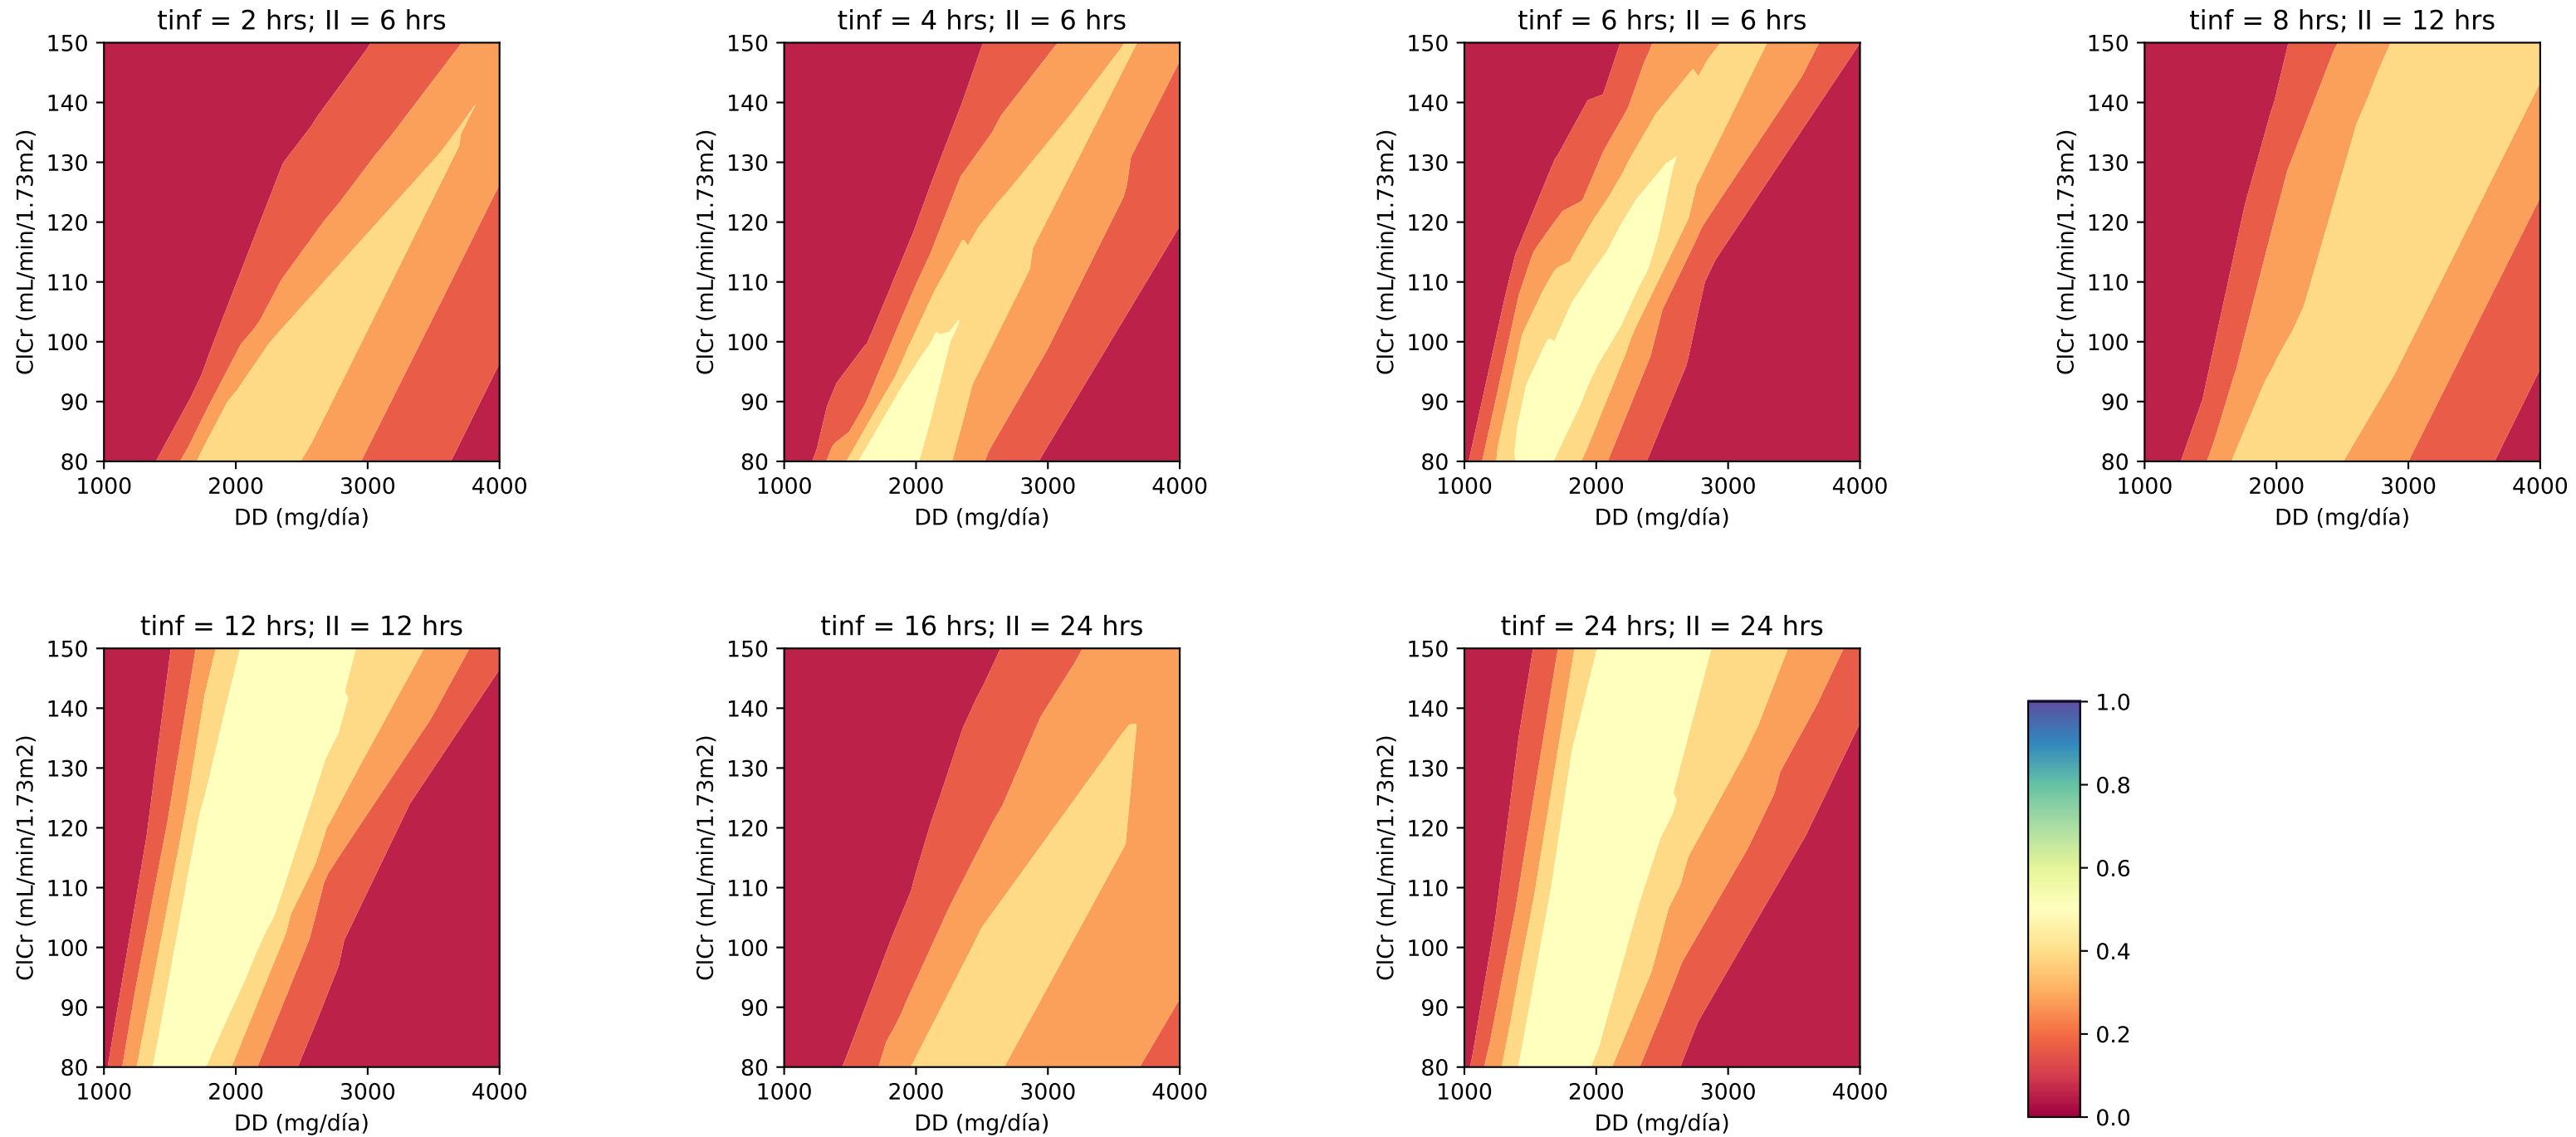 tinf = 2 hrs; II = 6 hrs
150
140
130
120
110
100
90
80
ClCr (mL/min/1.73m2)
1000 2000 3000 4000
DD (mg/día)
tinf = 4 hrs; II = 6 hrs
150
140
130
120
110
100
90
80
ClCr (mL/min/1.73m2)
1000 2000 3000 4000
DD (mg/día)
tinf = 6 hrs; II = 6 hrs
150
140
130
120
110
100
90
80
ClCr (mL/min/1.73m2)
1000 2000 3000 4000
DD (mg/día)
tinf = 8 hrs; II = 12 hrs
150
140
130
120
110
100
90
80
ClCr (mL/min/1.73m2)
1000 2000 3000 4000
DD (mg/día)
tinf = 12 hrs; II = 12 hrs
150
140
130
120
110
100
90
80
ClCr (mL/min/1.73m2)
1000 2000 3000 4000
DD (mg/día)
tinf = 16 hrs; II = 24 hrs
150
140
130
120
110
100
90
80
ClCr (mL/min/1.73m2)
1000 2000 3000 4000
DD (mg/día)
tinf = 24 hrs; II = 24 hrs
150
140
130
120
110
100
90
80
ClCr (mL/min/1.73m2)
1000 2000 3000 4000
DD (mg/día)
1.0
0.8
0.6
0.4
0.2
0.0